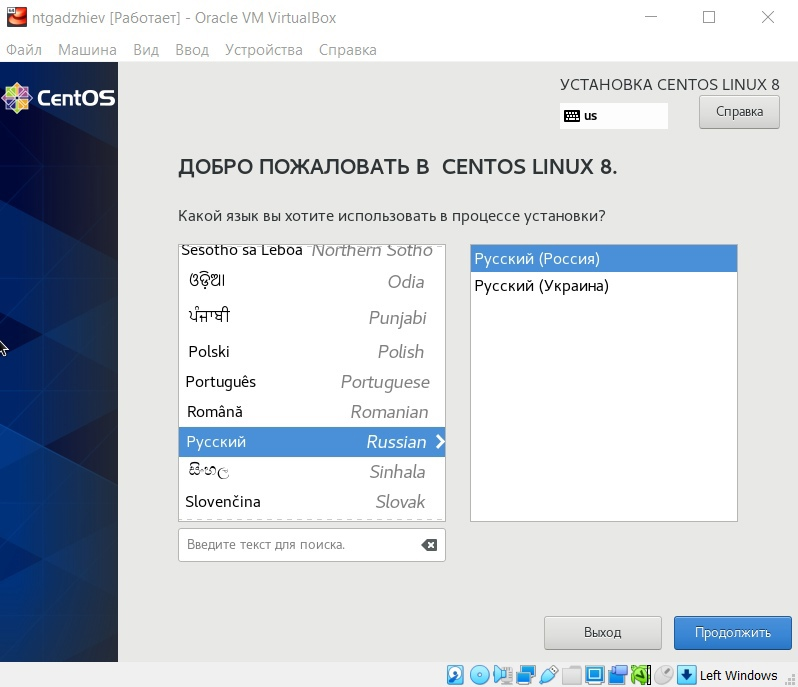 ntgadzhiev [Работает] - Oracle VM VirtualBox
Файл Машина Вид Ввод Устройства Справка
CentOS
УСТАНОВКА CENTOS LINUX 8
us
Справка
ДОБРО ПОЖАЛОВАТЬ В CENTOS LINUX 8.
Какой язык вы хотите использовать в процессе установки?
Sesotho sa Leboa Northern Sotho
ଓଡ଼ିଆ Odia
ਪੰਜਾਬੀ Punjabi
Polski Polish
Português Portuguese
Română Romanian
Русский Russian
සිංහල Sinhala
Slovenčina Slovak
Русский (Россия)
Русский (Украина)
Введите текст для поиска.
Выход
Продолжить
Left Windows